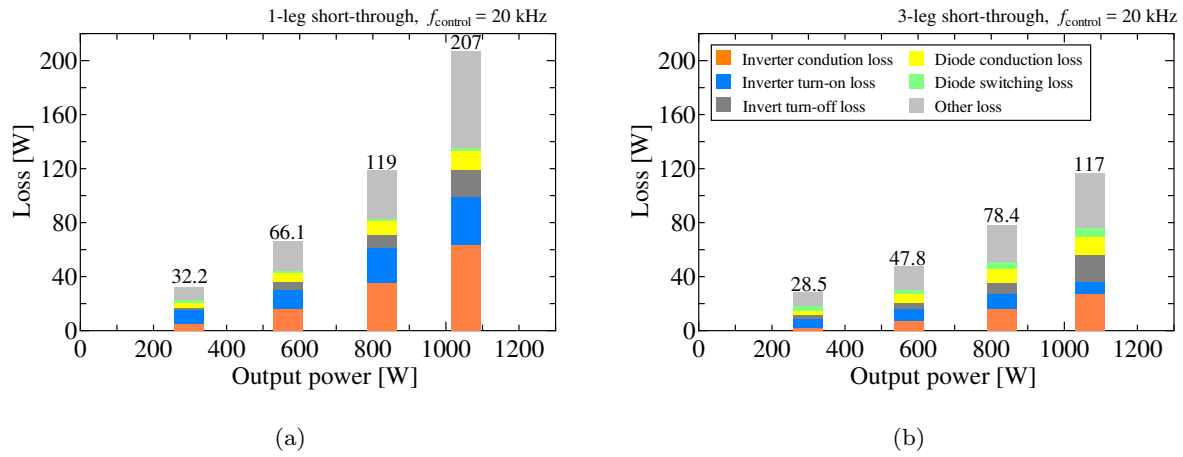 1-leg short-through, f_control = 20 kHz
207
200
160
120
80
40
0
Loss [W]
119
66.1
32.2
0 200 400 600 800 1000 1200
Output power [W]
(a)
3-leg short-through, f_control = 20 kHz
Inverter condution loss
Inverter turn-on loss
Invert turn-off loss
Diode conduction loss
Diode switching loss
Other loss
200
160
120
80
40
0
Loss [W]
117
78.4
47.8
28.5
0 200 400 600 800 1000 1200
Output power [W]
(b)